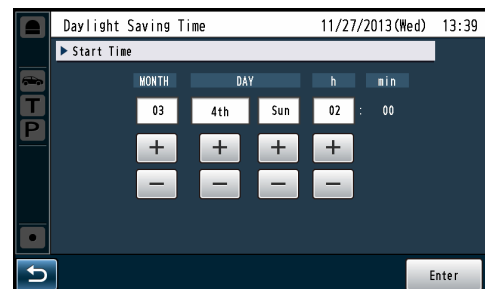 Daylight Saving Time 11/27/2013(Wed) 13:39
Start Time
MONTH DAY h min
03 4th Sun 02 : 00
+ + + +
− − − −
T
P
Enter